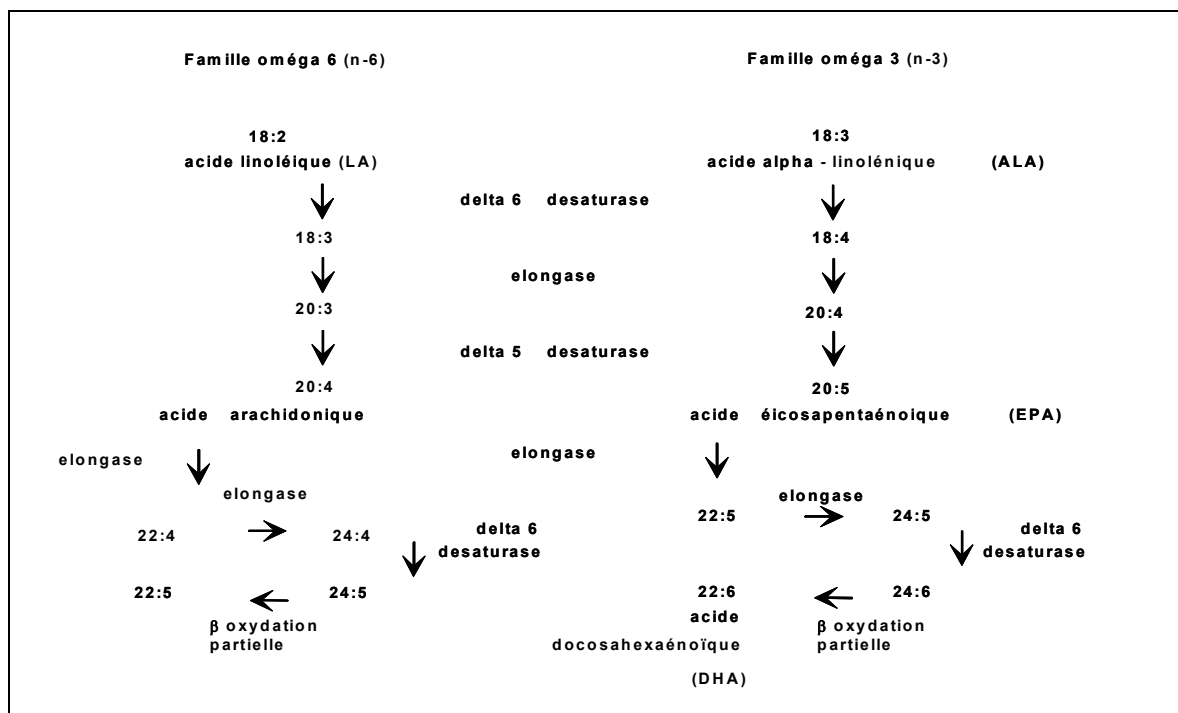 Famille oméga 6 (n-6)
Famille oméga 3 (n-3)
18:2
18:3
acide linoléique (LA)
acide alpha - linolénique (ALA)
delta 6 desaturase
18:3
18:4
elongase
20:3
20:4
delta 5 desaturase
20:4
20:5
acide arachidonique
acide éicosapentaénoique (EPA)
elongase
elongase
elongase
elongase
22:4
24:4
22:5
24:5
delta 6
desaturase
delta 6
desaturase
22:5
24:5
22:6
24:6
β oxydation
partielle
acide
docosahexaénoïque
(DHA)
β oxydation
partielle